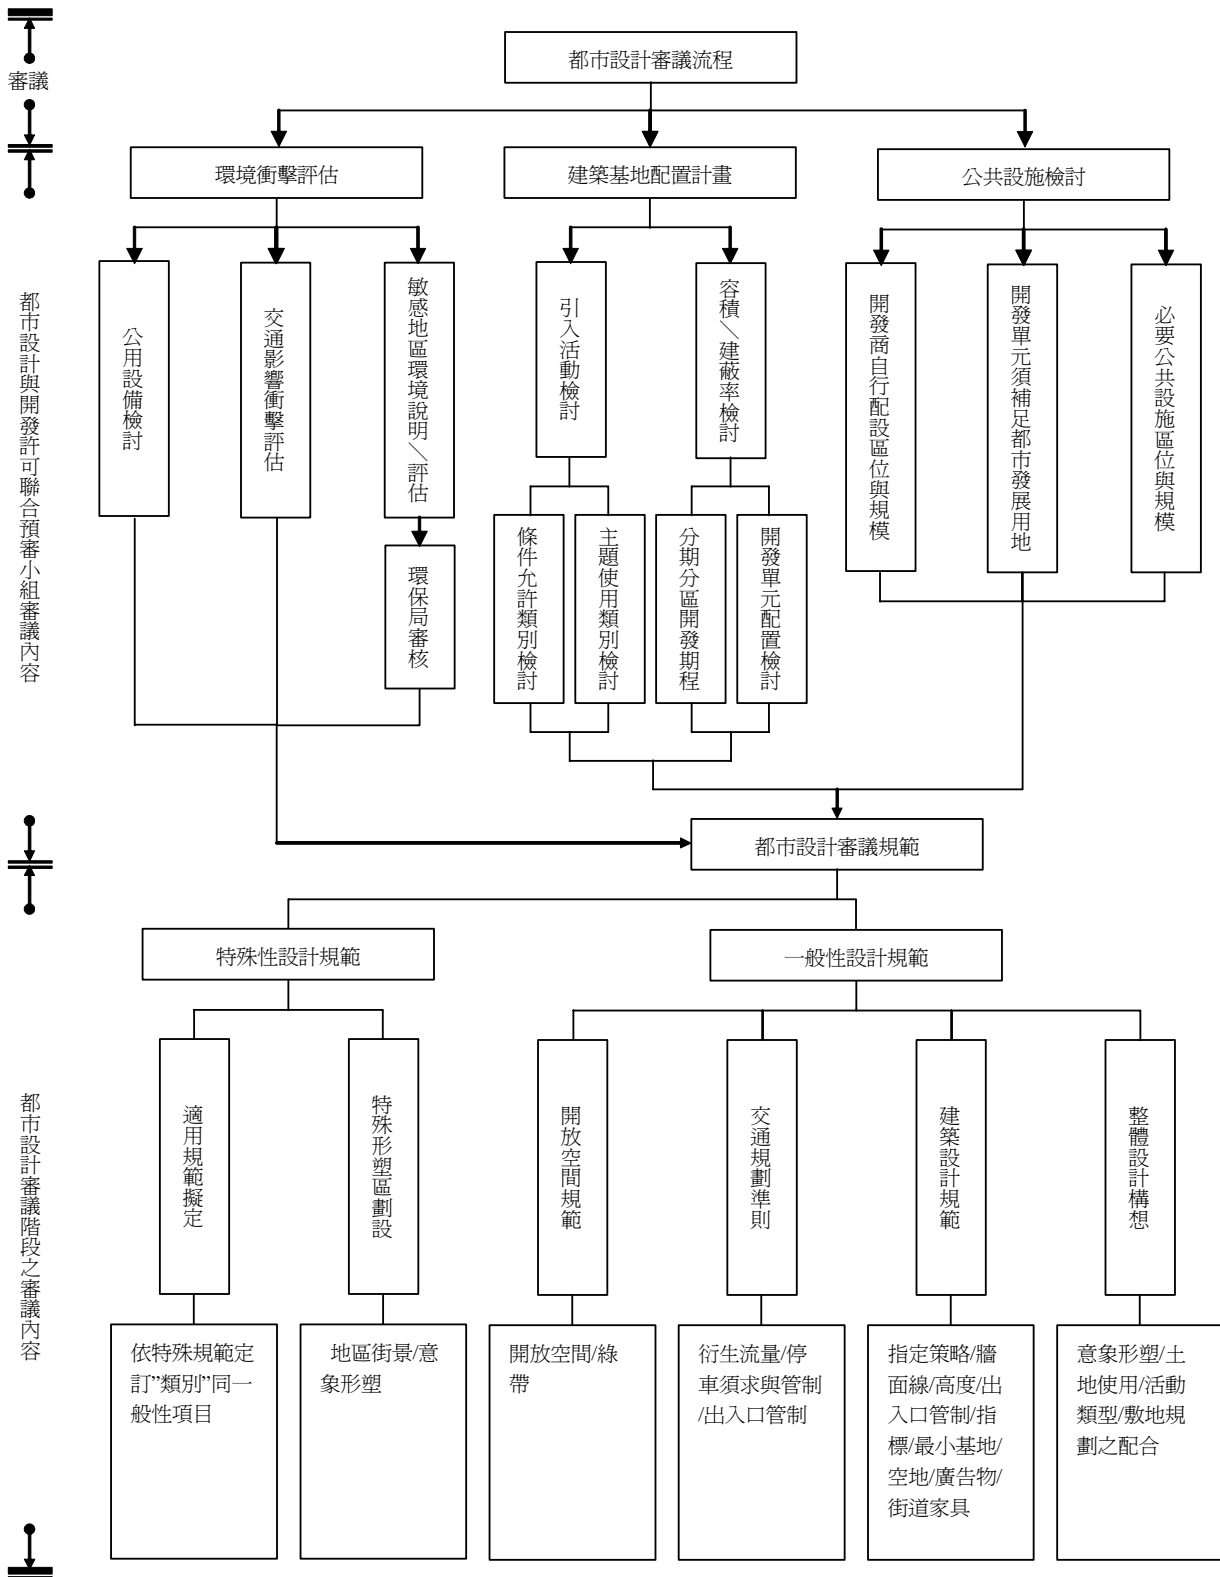 都市設計審議流程
審議
環境衝擊評估
建築基地配置計畫
公共設施檢討
都市設計與開發許可聯合預審小組審議內容
公用設備檢討
交通影響衝擊評估
敏感地區環境說明／評估
引入活動檢討
容積／建蔽率檢討
開發商自行配設區位與規模
開發單元須補足都市發展用地
必要公共設施區位與規模
環保局審核
條件允許類別檢討
主題使用類別檢討
分期分區開發期程
開發單元配置檢討
都市設計審議規範
特殊性設計規範
一般性設計規範
都市設計審議階段之審議內容
適用規範擬定
特殊形塑區劃設
開放空間規範
交通規劃準則
建築設計規範
整體設計構想
依特殊規範定
訂”類別”同一
般性項目
地區街景/意
象形塑
開放空間/綠
帶
衍生流量/停
車須求與管制
/出入口管制
指定策略/牆
面線/高度/出
入口管制/指
標/最小基地/
空地/廣告物/
街道家具
意象形塑/土
地使用/活動
類型/敷地規
劃之配合